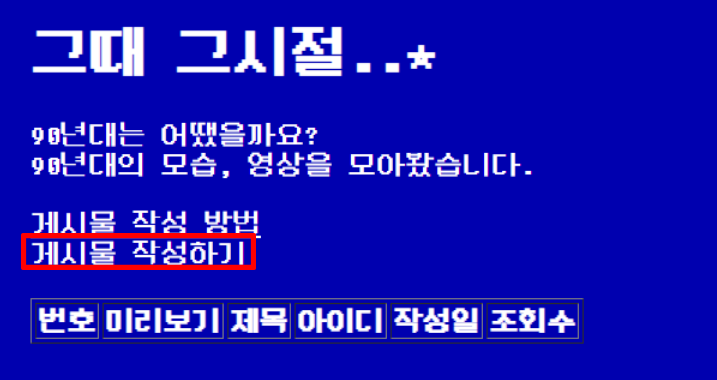 그때 그시절..*
90년대는 어땠을까요?
90년대의 모습, 영상을 모아봤습니다.
게시물 작성 방법
게시물 작성하기
번호 미리보기 제목 아이디 작성일 조회수